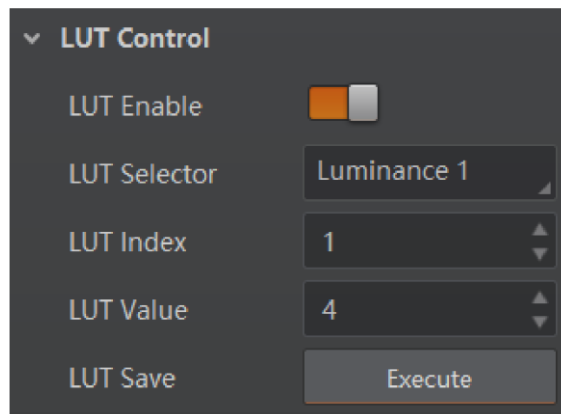 LUT Control
LUT Enable
LUT Selector Luminance 1
LUT Index 1
LUT Value 4
LUT Save Execute